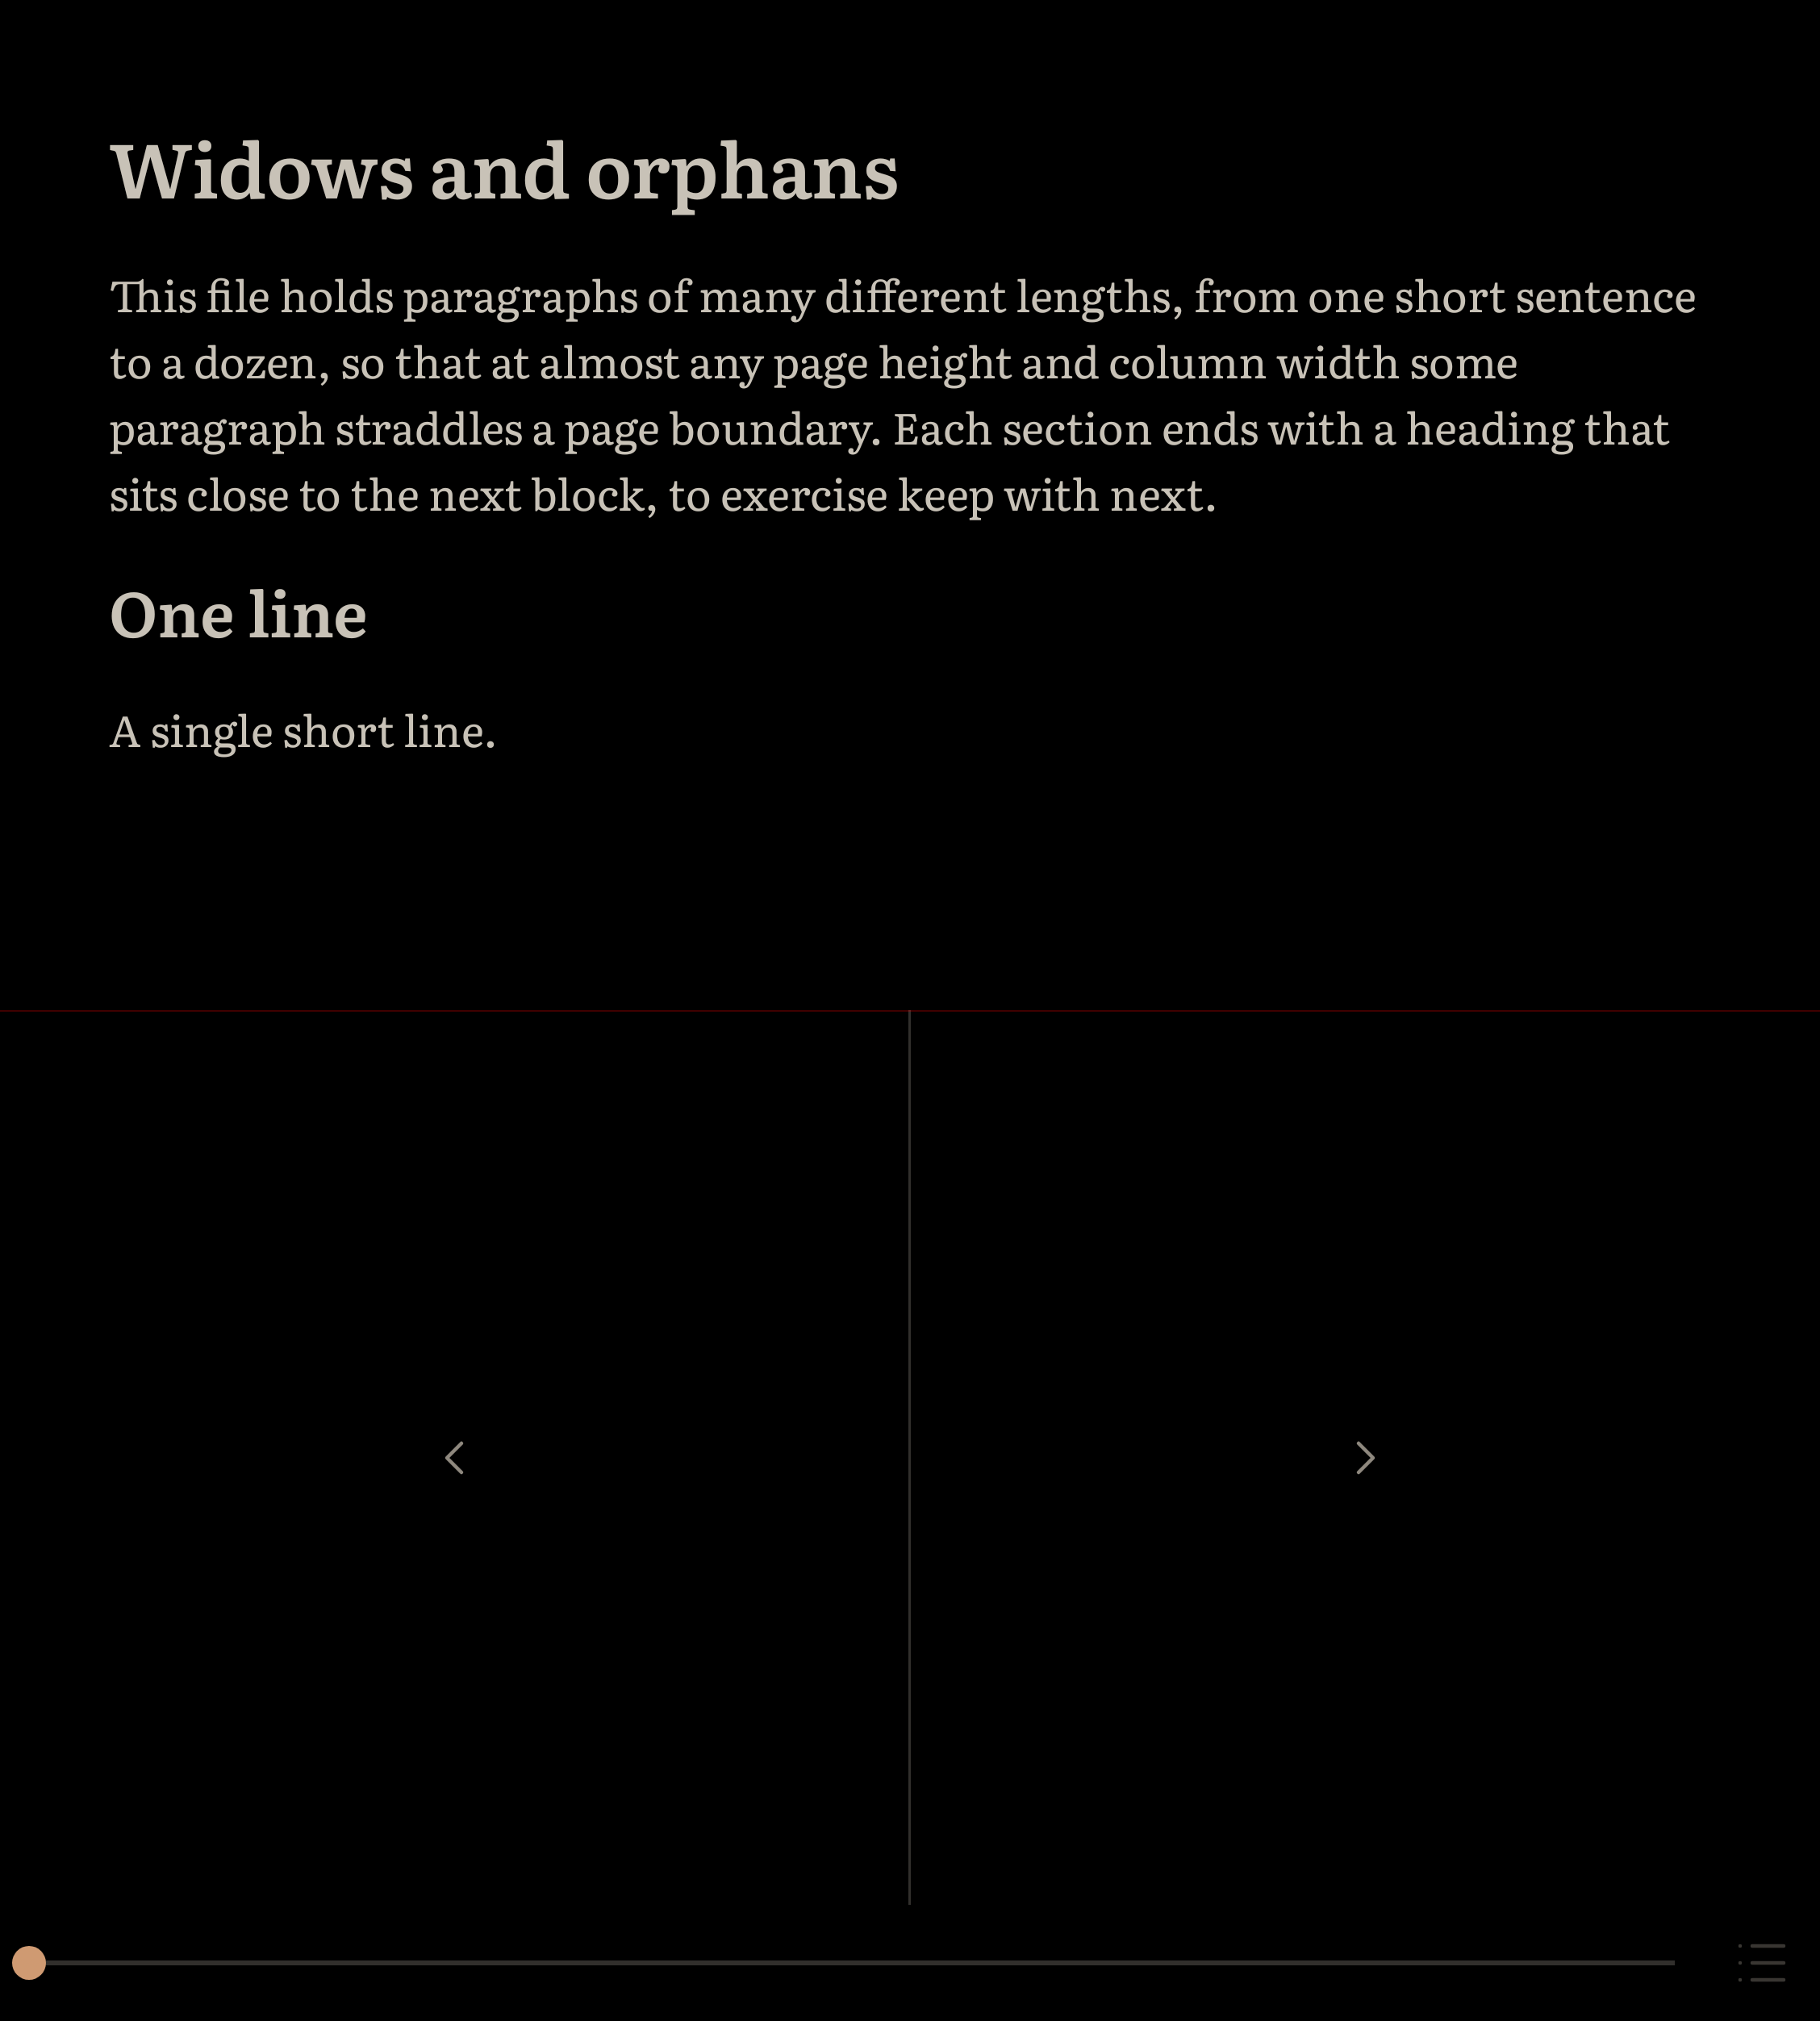 Widows and orphans
This file holds paragraphs of many different lengths, from one short sentence
to a dozen, so that at almost any page height and column width some
paragraph straddles a page boundary. Each section ends with a heading that
sits close to the next block, to exercise keep with next.
One line
A single short line.